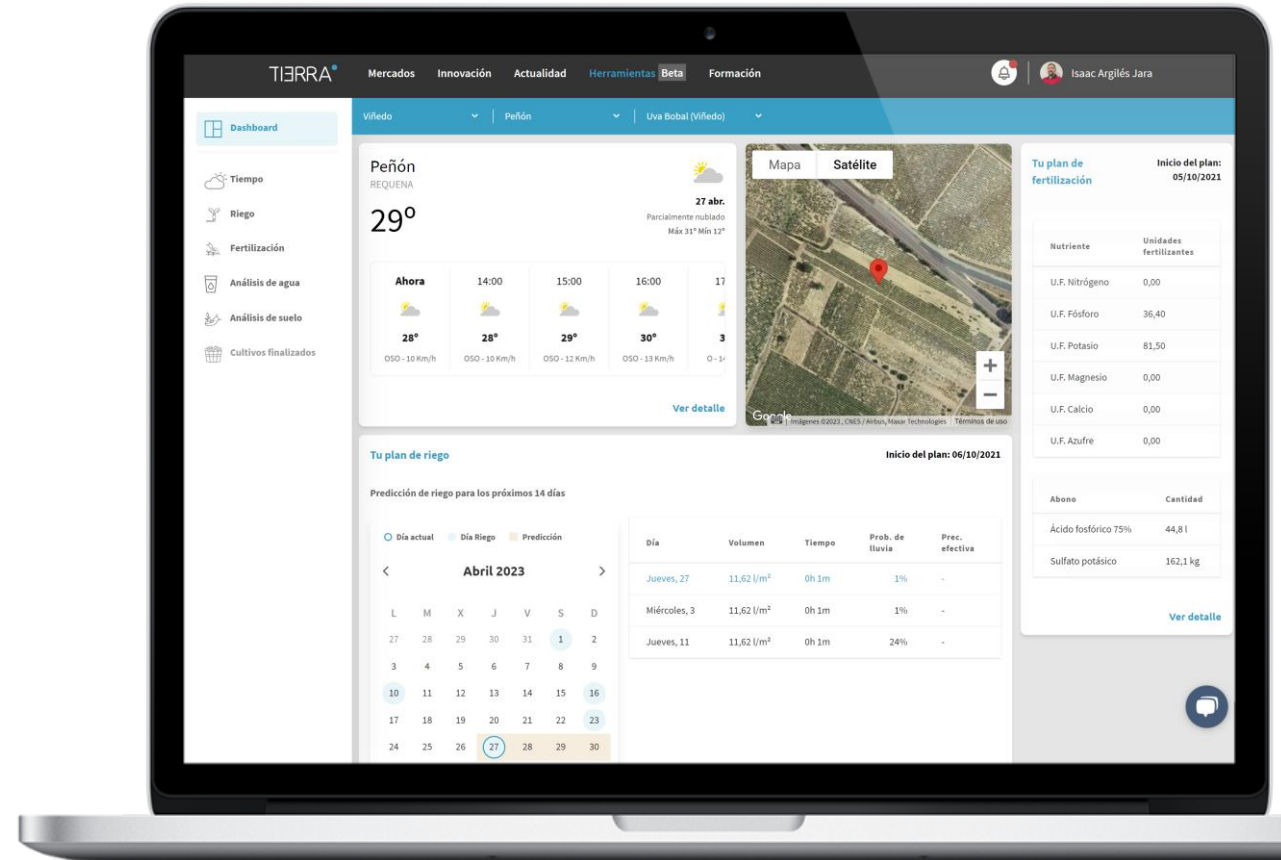 TIERRA
Mercados Innovación Actualidad Herramientas Beta Formación
Isaac Argilés Jara
Dashboard
Tiempo
Riego
Fertilización
Análisis de agua
Análisis de suelo
Cultivos finalizados
Viñedo Peñón Uva Bobal (Viñedo)
Peñón
REQUENA
29º
27 abr.
Parcialmente nublado
Máx 31º Mín 12º
Ahora 14:00 15:00 16:00 17
28º 28º 29º 30º 3
OSO - 10 Km/h OSO - 10 Km/h OSO - 12 Km/h OSO - 13 Km/h O - 14
Ver detalle
Mapa Satélite
+
−
Google
Imágenes ©2023 , CNES / Airbus, Maxar Technologies Términos de uso
Tu plan de riego
Inicio del plan: 06/10/2021
Predicción de riego para los próximos 14 días
Día actual Día Riego Predicción
< Abril 2023 >
L M X J V S D
27 28 29 30 31 1 2
3 4 5 6 7 8 9
10 11 12 13 14 15 16
17 18 19 20 21 22 23
24 25 26 27 28 29 30
Día Volumen Tiempo Prob. de lluvia Prec. efectiva
Jueves, 27 11,62 l/m² 0h 1m 1% -
Miércoles, 3 11,62 l/m² 0h 1m 1% -
Jueves, 11 11,62 l/m² 0h 1m 24% -
Tu plan de fertilización
Inicio del plan: 05/10/2021
Nutriente Unidades fertilizantes
U.F. Nitrógeno 0,00
U.F. Fósforo 36,40
U.F. Potasio 81,50
U.F. Magnesio 0,00
U.F. Calcio 0,00
U.F. Azufre 0,00
Abono Cantidad
Ácido fosfórico 75% 44,8 l
Sulfato potásico 162,1 kg
Ver detalle